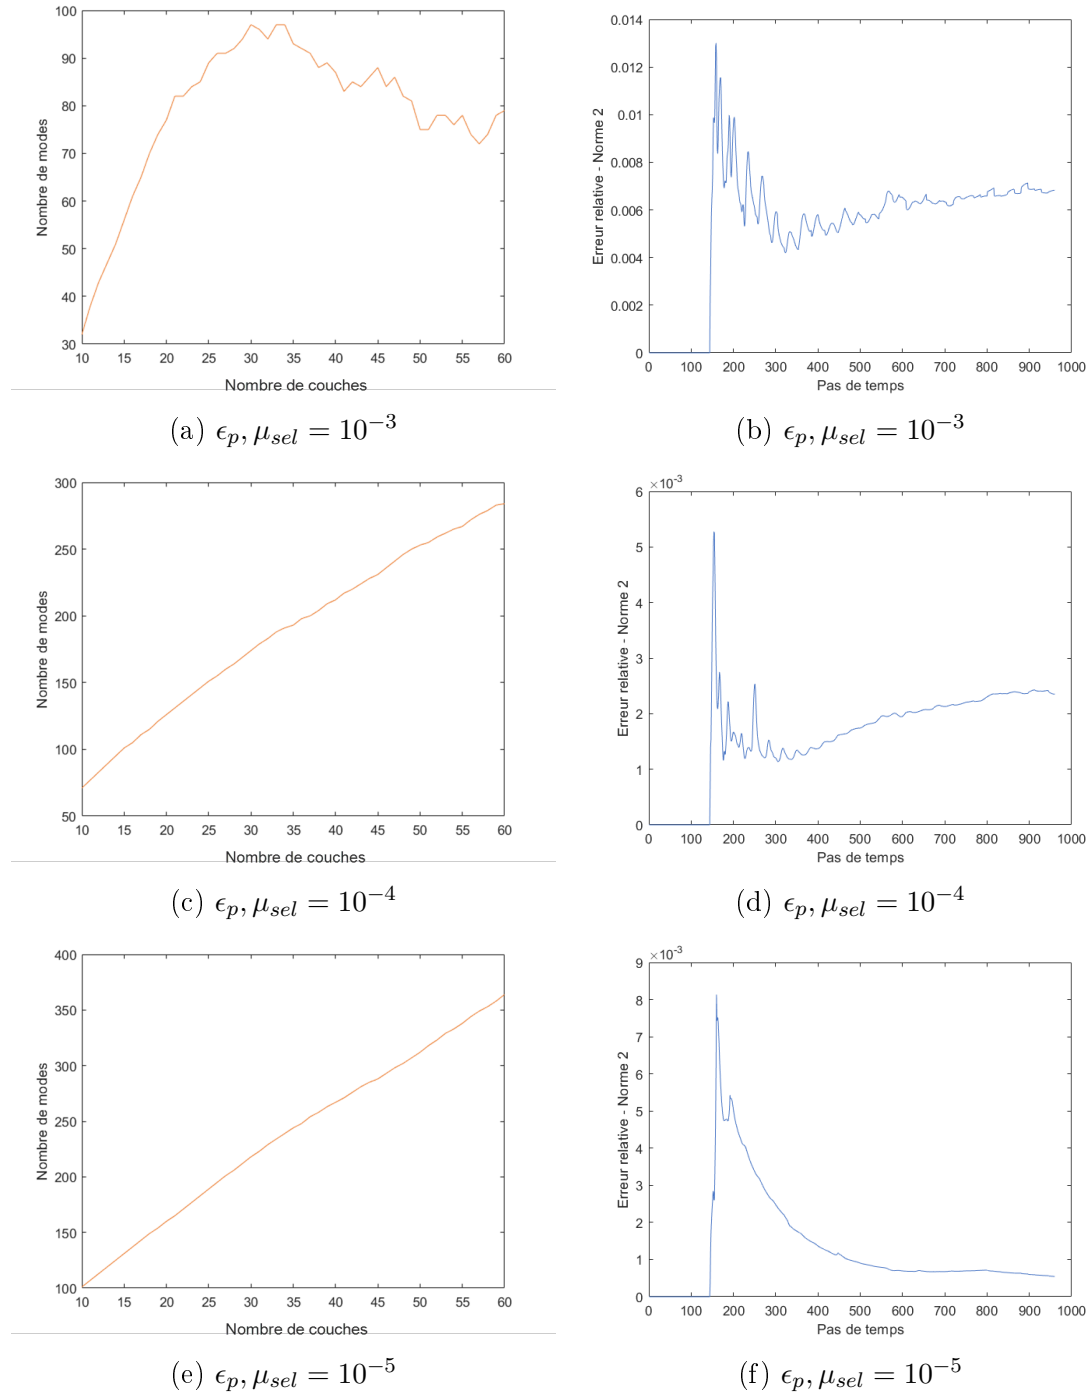 Nombre de modes
100
90
80
70
60
50
40
30
10 15 20 25 30 35 40 45 50 55 60
Nombre de couches
(a) ϵp, μsel = 10⁻³
Erreur relative - Norme 2
0.014
0.012
0.01
0.008
0.006
0.004
0.002
0
0 100 200 300 400 500 600 700 800 900 1000
Pas de temps
(b) ϵp, μsel = 10⁻³
Nombre de modes
300
250
200
150
100
50
10 15 20 25 30 35 40 45 50 55 60
Nombre de couches
(c) ϵp, μsel = 10⁻⁴
Erreur relative - Norme 2
×10⁻³
6
5
4
3
2
1
0
0 100 200 300 400 500 600 700 800 900 1000
Pas de temps
(d) ϵp, μsel = 10⁻⁴
Nombre de modes
400
350
300
250
200
150
100
10 15 20 25 30 35 40 45 50 55 60
Nombre de couches
(e) ϵp, μsel = 10⁻⁵
Erreur relative - Norme 2
×10⁻³
9
8
7
6
5
4
3
2
1
0
0 100 200 300 400 500 600 700 800 900 1000
Pas de temps
(f) ϵp, μsel = 10⁻⁵